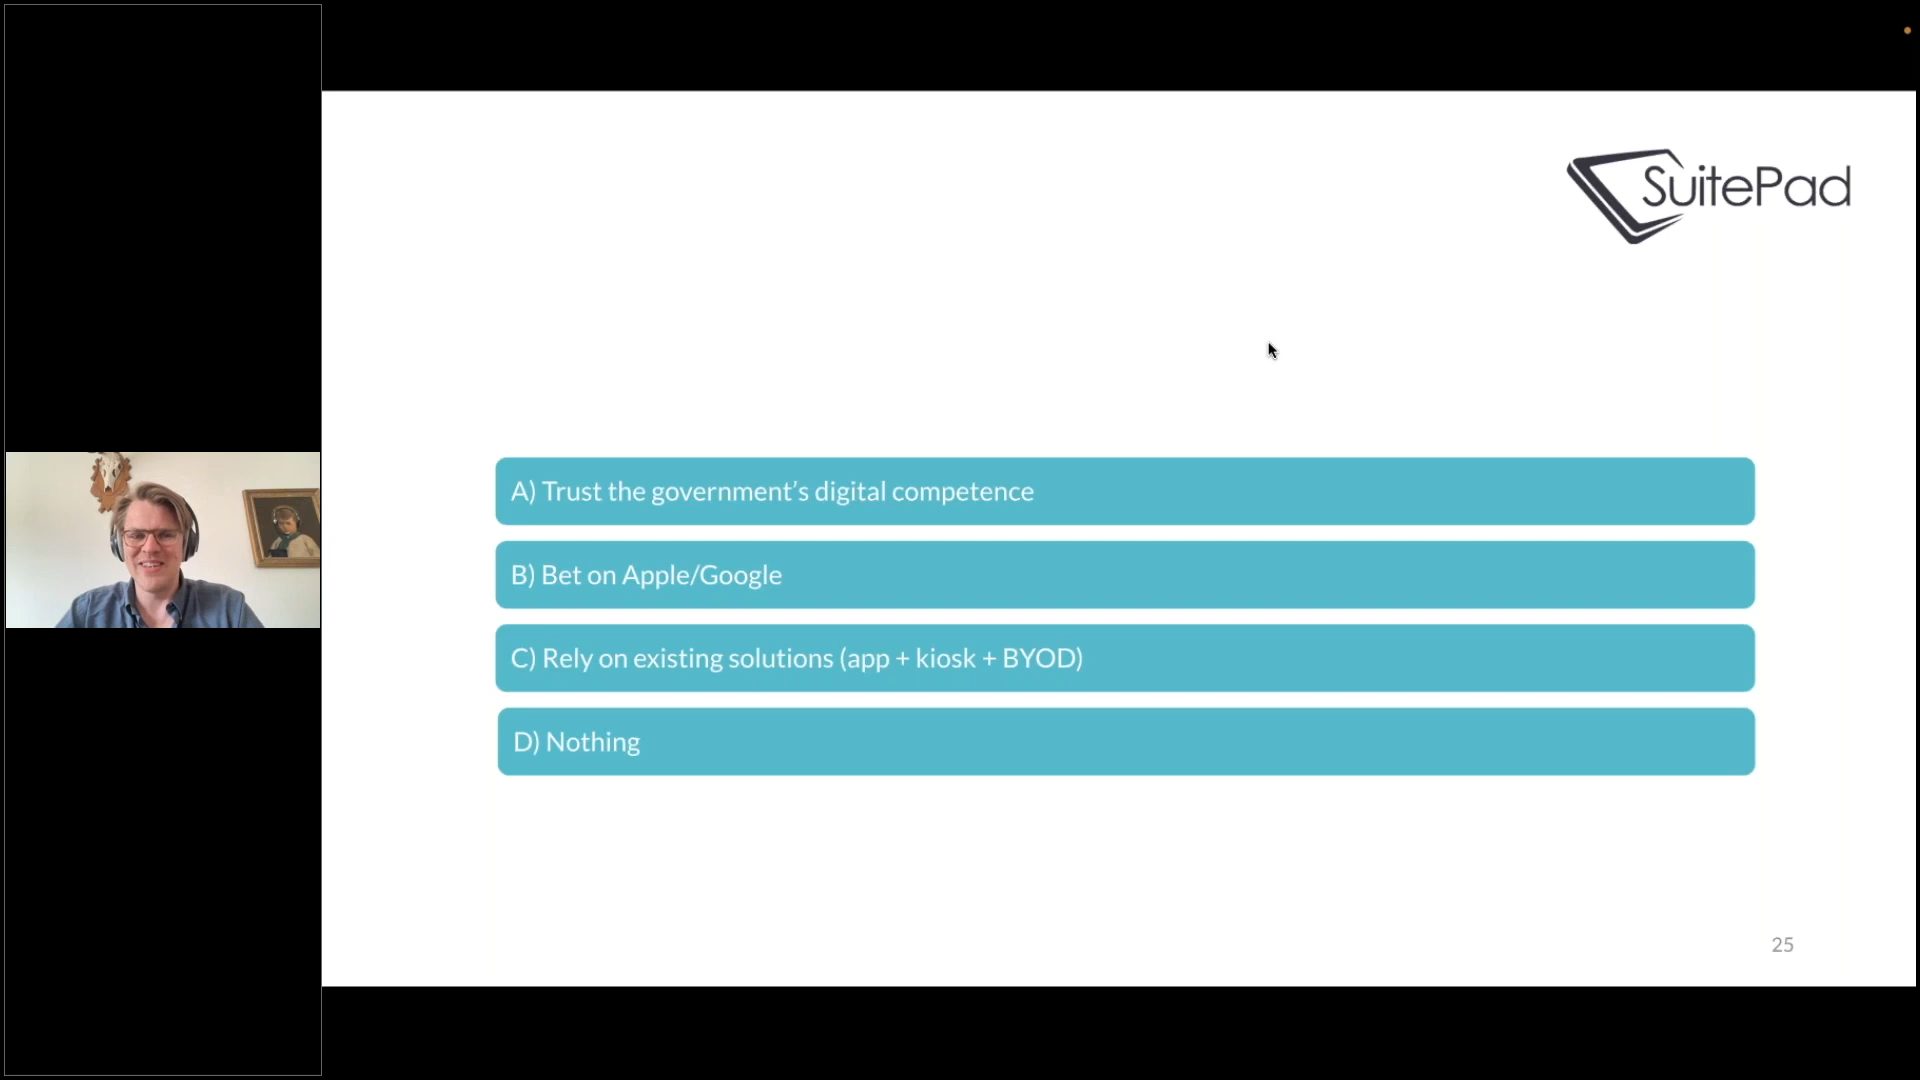 SuitePad
A) Trust the government’s digital competence
B) Bet on Apple/Google
C) Rely on existing solutions (app + kiosk + BYOD)
D) Nothing
25